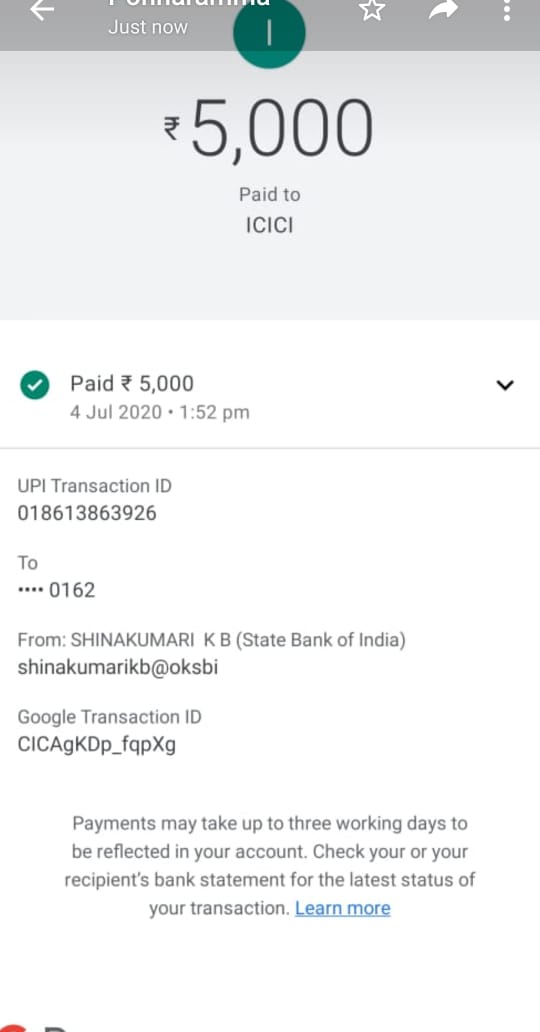 Just now
I
₹5,000
Paid to
ICICI
Paid ₹ 5,000
4 Jul 2020 • 1:52 pm
UPI Transaction ID
018613863926
To
•••• 0162
From: SHINAKUMARI K B (State Bank of India)
shinakumarikb@oksbi
Google Transaction ID
CICAgKDp_fqpXg
Payments may take up to three working days to
be reflected in your account. Check your or your
recipient's bank statement for the latest status of
your transaction. Learn more